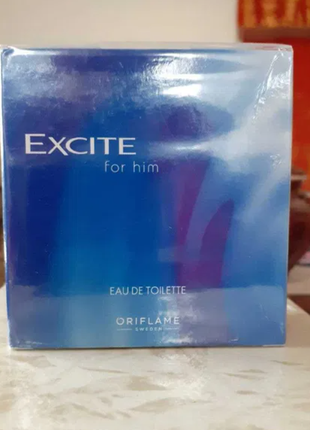 EXCITE
for him
EAU DE TOILETTE
ORIFLAME
SWEDEN